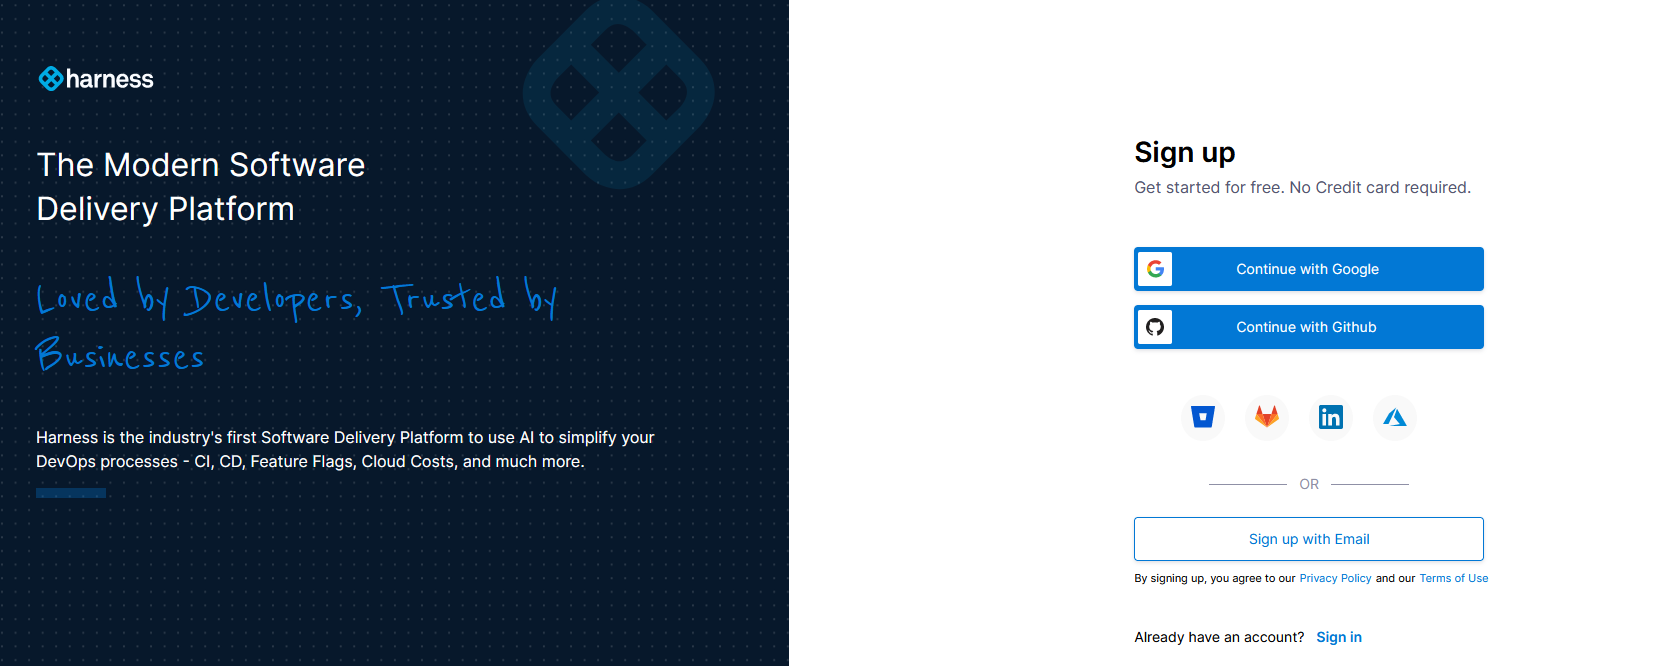 harness
The Modern Software
Delivery Platform
Loved by Developers, Trusted by
Businesses
Harness is the industry's first Software Delivery Platform to use AI to simplify your
DevOps processes - CI, CD, Feature Flags, Cloud Costs, and much more.
Sign up
Get started for free. No Credit card required.
Continue with Google
Continue with Github
in
OR
Sign up with Email
By signing up, you agree to our Privacy Policy and our Terms of Use
Already have an account? Sign in